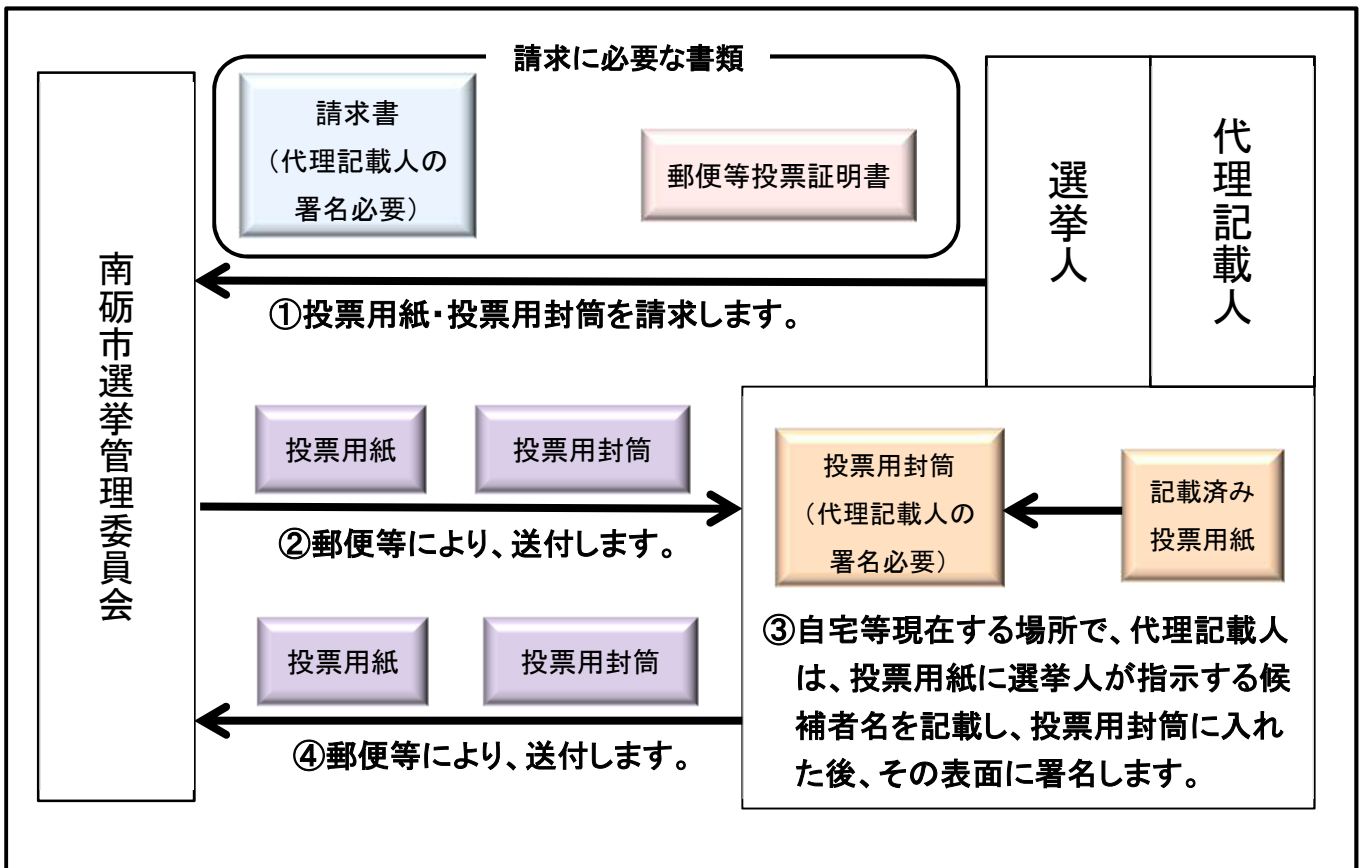 請求に必要な書類
請求書
（代理記載人の
署名必要）
郵便等投票証明書
選挙人
代理記載人
南砺市選挙管理委員会
①投票用紙・投票用封筒を請求します。
投票用紙
投票用封筒
②郵便等により、送付します。
投票用封筒
（代理記載人の
署名必要）
記載済み
投票用紙
③自宅等現在する場所で、代理記載人
は、投票用紙に選挙人が指示する候
補者名を記載し、投票用封筒に入れ
た後、その表面に署名します。
投票用紙
投票用封筒
④郵便等により、送付します。